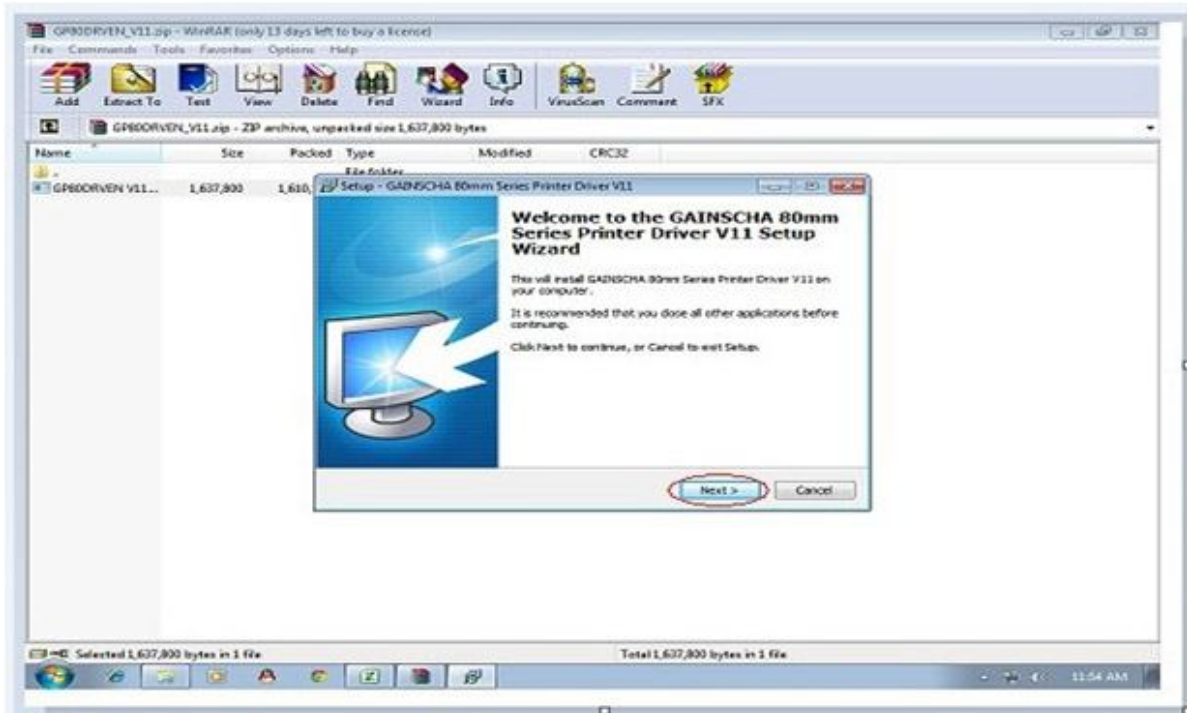 GP80DRVEN_V11.zip - WinRAR (only 13 days left to buy a license)
File Commands Tools Favorites Options Help
Add Extract To Test View Delete Find Wizard Info VirusScan Comment SFX
GP80DRVEN_V11.zip - ZIP archive, unpacked size 1,637,800 bytes
Name Size Packed Type Modified CRC32
. File folder
GP80DRVEN V11... 1,637,800 1,610,
Setup - GAINSCHA 80mm Series Printer Driver V11
Welcome to the GAINSCHA 80mm
Series Printer Driver V11 Setup
Wizard
This will install GAINSCHA 80mm Series Printer Driver V11 on
your computer.
It is recommended that you close all other applications before
continuing.
Click Next to continue, or Cancel to exit Setup.
Next > Cancel
Selected 1,637,800 bytes in 1 file Total 1,637,800 bytes in 1 file
11:54 AM